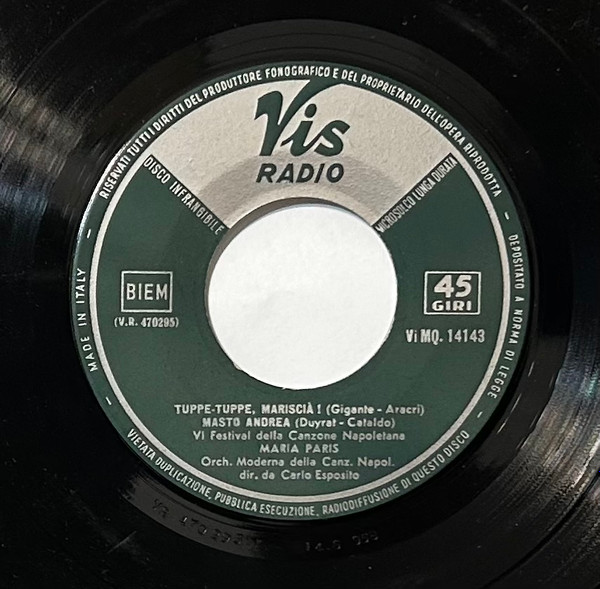 RISERVATI TUTTI I DIRITTI DEL PRODUTTORE FONOGRAFICO E DEL PROPRIETARIO DELL'OPERA RIPRODOTTA
Vis
RADIO
DISCO INFRANGIBILE
MICROSOLCO LUNGA DURATA
MADE IN ITALY
DEPOSITATO A NORMA DI LEGGE
BIEM
(V.R. 470295)
45
GIRI
Vi MQ. 14143
TUPPE-TUPPE, MARISCIÀ! (Gigante - Aracri)
MASTO ANDREA (Duyrat - Cataldo)
VI Festival della Canzone Napoletana
MARIA PARIS
Orch. Moderna della Canz. Napol.
dir. da Carlo Esposito
VIETATA DUPLICAZIONE, PUBBLICA ESECUZIONE, RADIODIFFUSIONE DI QUESTO DISCO